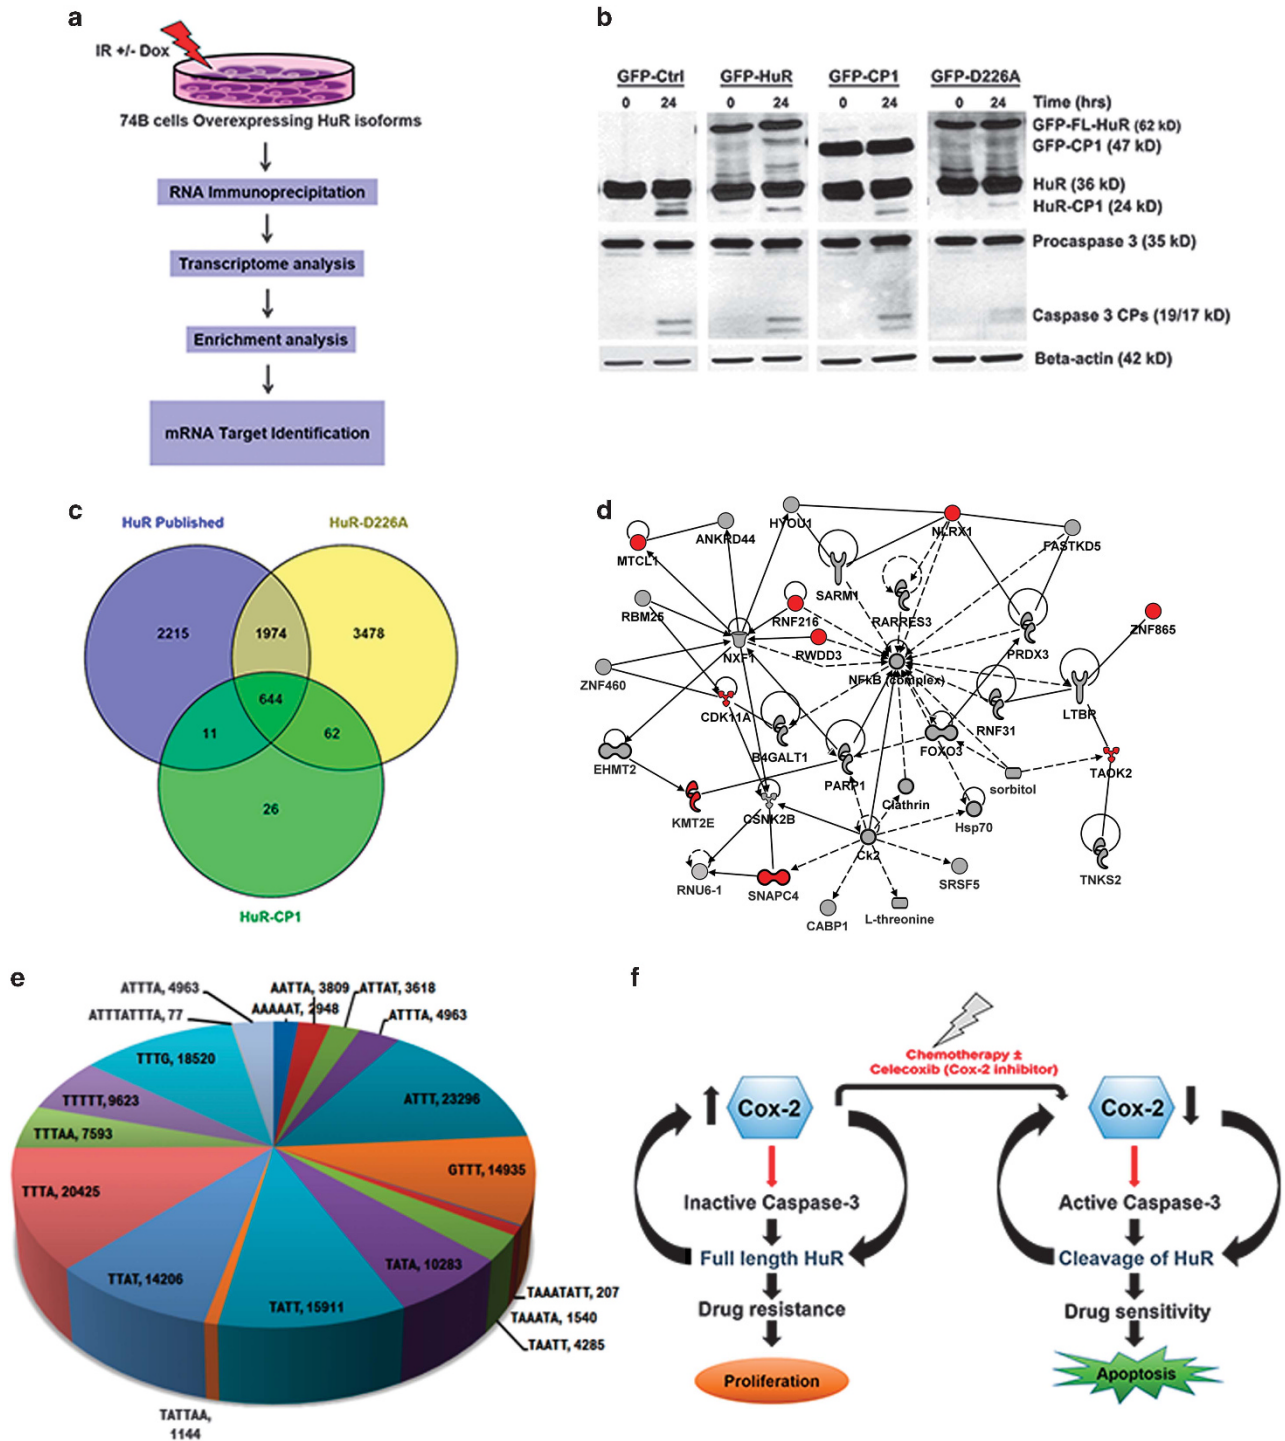 a
IR +/- Dox
74B cells Overexpressing HuR isoforms
RNA Immunoprecipitation
Transcriptome analysis
Enrichment analysis
mRNA Target Identification
b
GFP-Ctrl GFP-HuR GFP-CP1 GFP-D226A
0 24 0 24 0 24 0 24 Time (hrs)
GFP-FL-HuR (62 kD)
GFP-CP1 (47 kD)
HuR (36 kD)
HuR-CP1 (24 kD)
Procaspase 3 (35 kD)
Caspase 3 CPs (19/17 kD)
Beta-actin (42 kD)
c
HuR Published HuR-D226A
2215 1974 3478
644
11 62
26
HuR-CP1
d
HYOU1
ANKRD44
NLRX1
FASTKD5
MTCL1
SARM1
RBM25
RNF216
RARRES3
ZNF865
NXF1
RWDD3
PRDX3
ZNF460
NFkB (complex)
CDK11A
RNF31
LTBR
B4GALT1
FOXO3
EHMT2
PARP1
sorbitol
TAOK2
Clathrin
KMT2E
CSNK2B
Hsp70
Ck2
RNU6-1
SNAPC4
SRSF5
TNKS2
CABP1
L-threonine
e
ATTTA, 4963
AATTA, 3809
ATTAT, 3618
ATTTATTTA, 77
AAAAAT, 2948
ATTTA, 4963
TTTG, 18520
ATTT, 23296
TTTTT, 9623
TTTAA, 7593
GTTT, 14935
TTTA, 20425
TATA, 10283
TTAT, 14206
TATT, 15911
TAAATATT, 207
TAAATA, 1540
TAATT, 4285
TATTAA,
1144
f
Chemotherapy ±
Celecoxib (Cox-2 inhibitor)
Cox-2
Inactive Caspase-3
Full length HuR
Drug resistance
Proliferation
Cox-2
Active Caspase-3
Cleavage of HuR
Drug sensitivity
Apoptosis